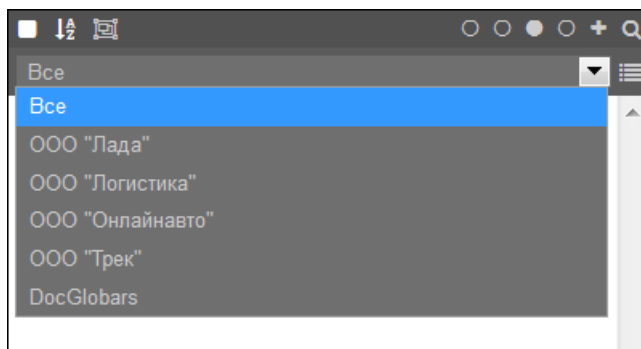 Все
Все
ООО "Лада"
ООО "Логистика"
ООО "Онлайнавто"
ООО "Трек"
DocGlobars